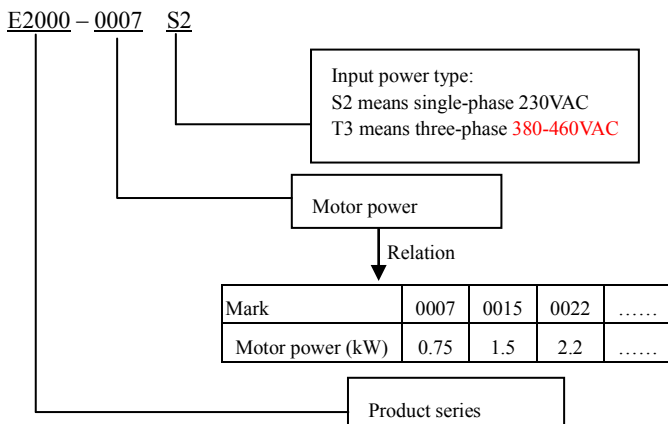 E2000 – 0007 S2
Input power type:
S2 means single-phase 230VAC
T3 means three-phase 380-460VAC
Motor power
Relation
Mark 0007 0015 0022 ……
Motor power (kW) 0.75 1.5 2.2 ……
Product series